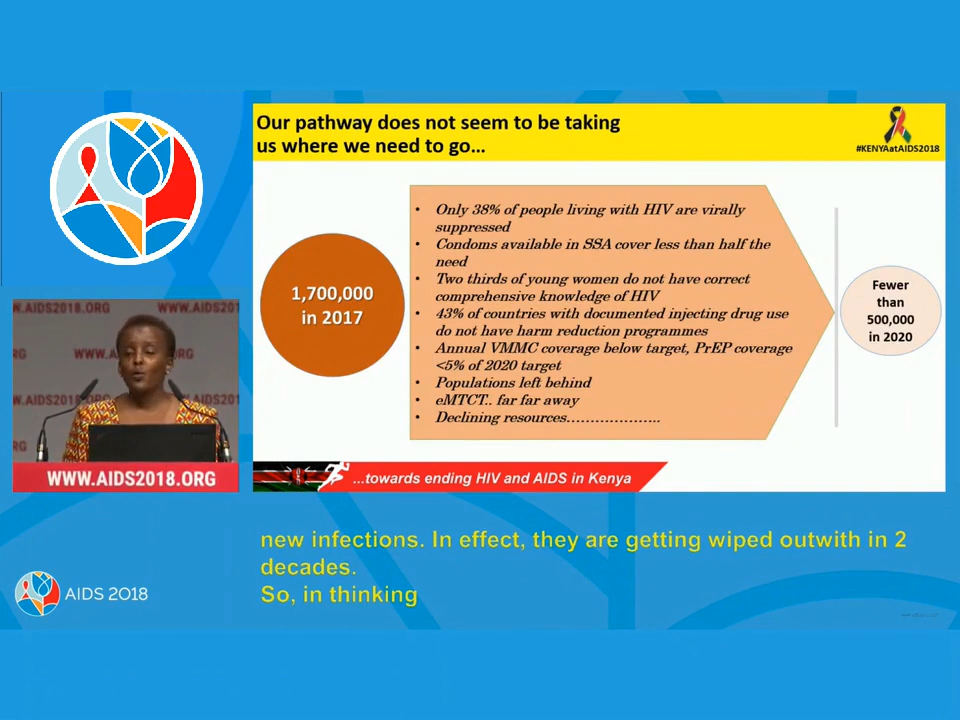 Our pathway does not seem to be taking
us where we need to go...
#KENYAatAIDS2018
1,700,000
in 2017
• Only 38% of people living with HIV are virally
suppressed
• Condoms available in SSA cover less than half the
need
• Two thirds of young women do not have correct
comprehensive knowledge of HIV
• 43% of countries with documented injecting drug use
do not have harm reduction programmes
• Annual VMMC coverage below target, PrEP coverage
<5% of 2020 target
• Populations left behind
• eMTCT.. far far away
• Declining resources………………..
Fewer
than
500,000
in 2020
...towards ending HIV and AIDS in Kenya
W.AIDS2018.ORG
WWW.AIDS201
RG
WWW.A
ORG
WWW.AIDS2018.ORG
new infections. In effect, they are getting wiped outwith in 2
decades.
So, in thinking
AIDS 2018